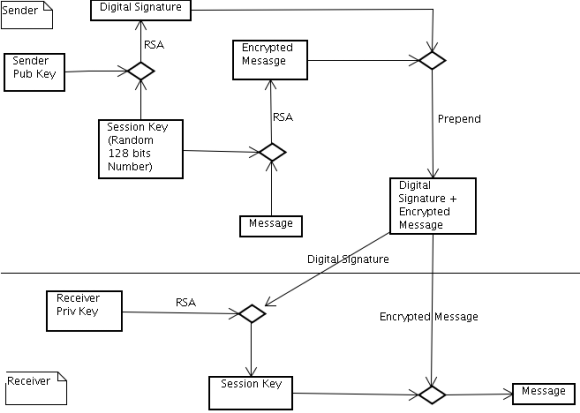 Sender
Digital Signature
RSA
Sender
Pub Key
Encrypted
Mesasge
Session Key
(Random
128 bits
Number)
RSA
Prepend
Message
Digital
Signature +
Encrypted
Message
Digital Signature
Receiver
Priv Key
RSA
Encrypted Message
Receiver
Session Key
Message